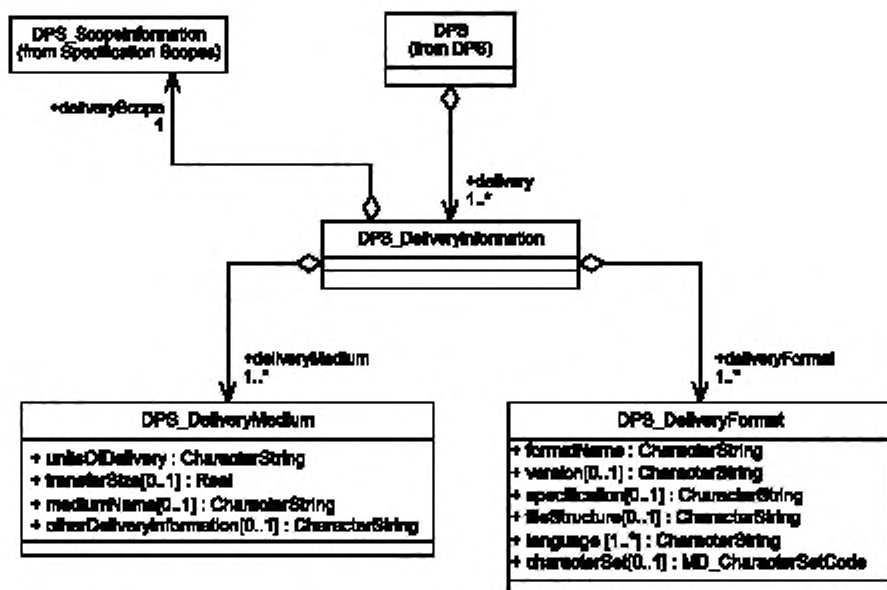 DPS_ScopeInformation
(from Specification Scopes)
DPS
(from DPS)
+deliveryScope
1
+delivery
1..*
DPS_DeliveryInformation
+deliveryMedium
1..*
+deliveryFormat
1..*
DPS_DeliveryMedium
+ unitsOfDelivery : CharacterString
+ transferSize[0..1] : Real
+ mediumName[0..1] : CharacterString
+ otherDeliveryInformation[0..1] : CharacterString
DPS_DeliveryFormat
+ formatName : CharacterString
+ version[0..1] : CharacterString
+ specification[0..1] : CharacterString
+ fileStructure[0..1] : CharacterString
+ language [1..*] : CharacterString
+ characterSet[0..1] : MD_CharacterSetCode